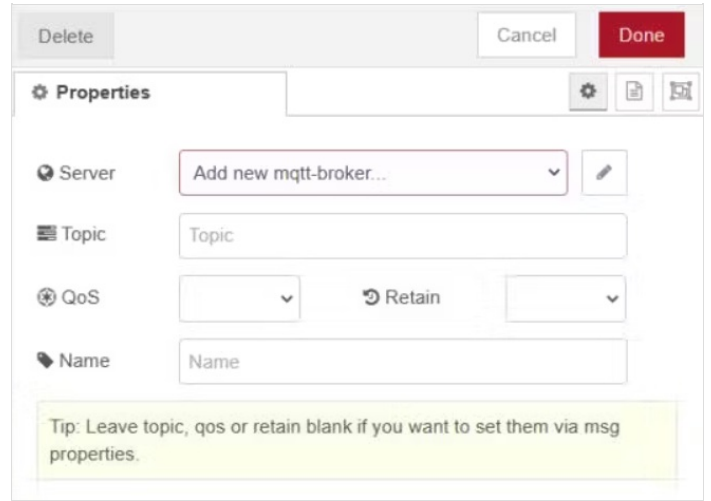 Delete Cancel Done
Properties
Server Add new mqtt-broker...
Topic Topic
QoS Retain
Name Name
Tip: Leave topic, qos or retain blank if you want to set them via msg
properties.